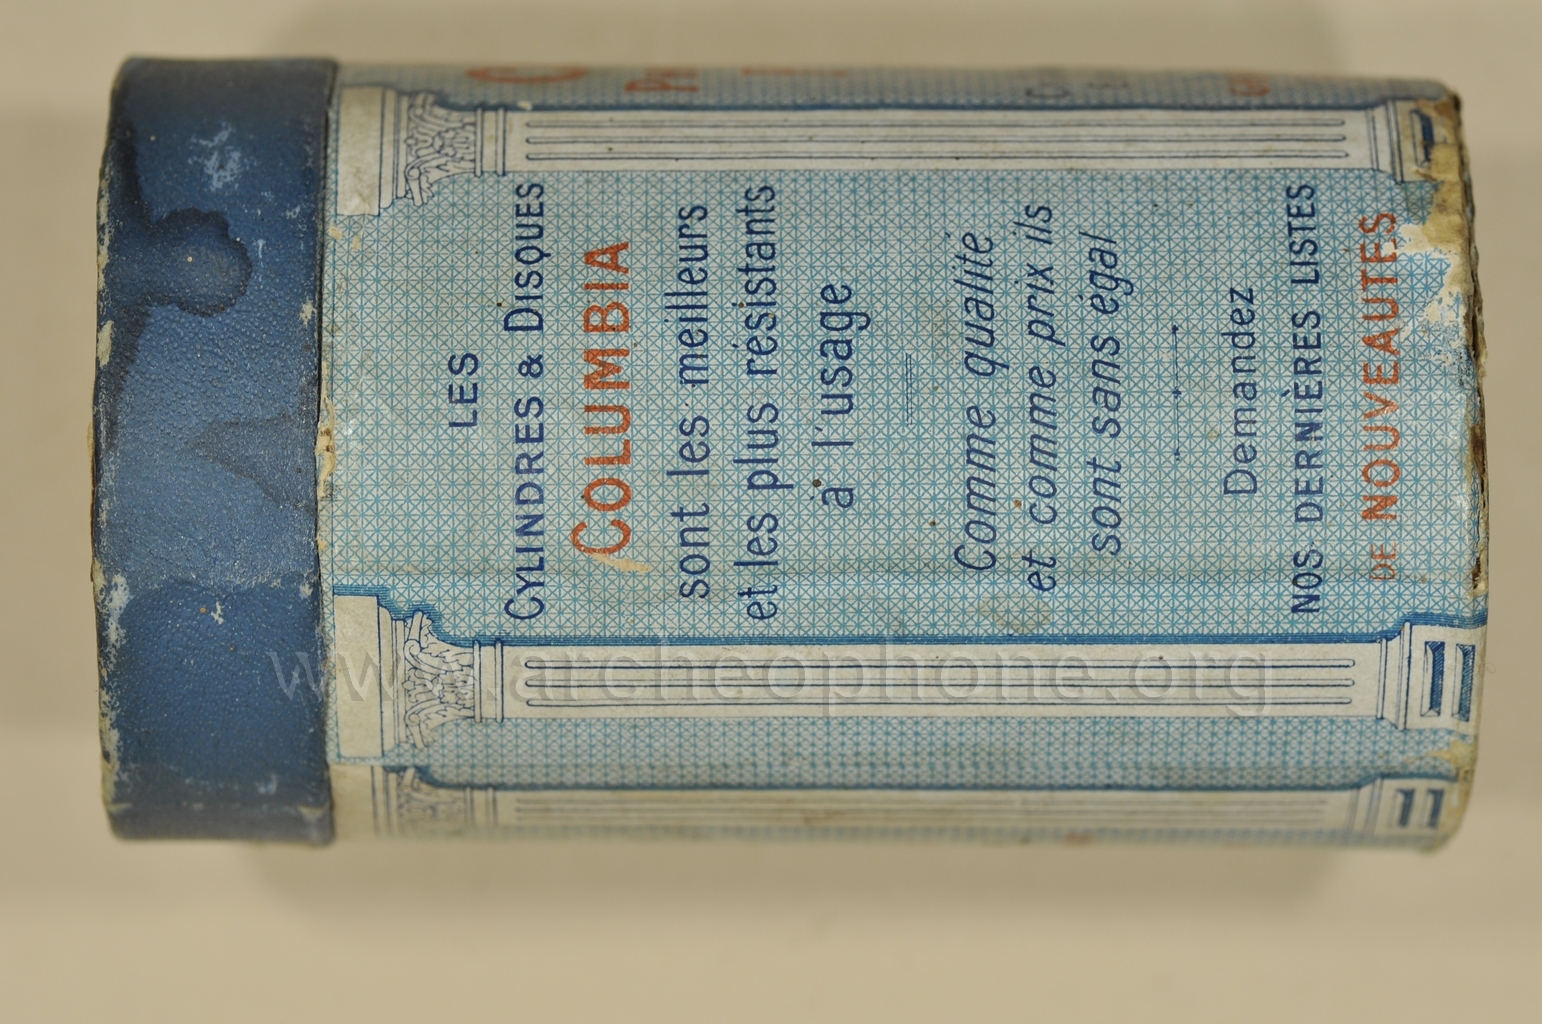 LES
CYLINDRES & DISQUES
COLUMBIA
sont les meilleurs
et les plus résistants
à l'usage
Comme qualité
et comme prix ils
sont sans égal
Demandez
NOS DERNIÈRES LISTES
DE NOUVEAUTÉS
www.archeophone.org